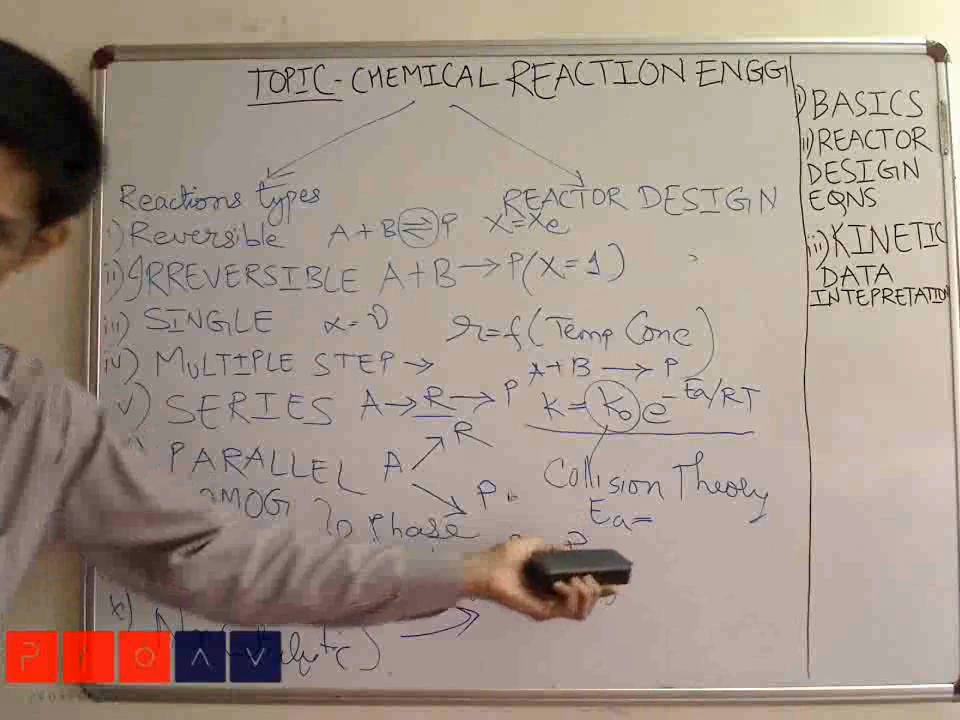 TOPIC-CHEMICAL REACTION ENGG
Reactions types
i) Reversible A + B ⇌ P X = Xe
ii) IRREVERSIBLE A + B → P (X = 1)
iii) SINGLE α = ν
iv) MULTIPLE STEP →
v) SERIES A → R → P
PARALLEL A
R
P
OMOG
Phase
REACTOR DESIGN
r = f (Temp Conc)
A + B → P
K = K₀ e^-Ea/RT
Collision Theory
Ea =
i) BASICS
ii) REACTOR
DESIGN
EQNS
iii) KINETIC
DATA
INTEPRETATION
P Y O A V